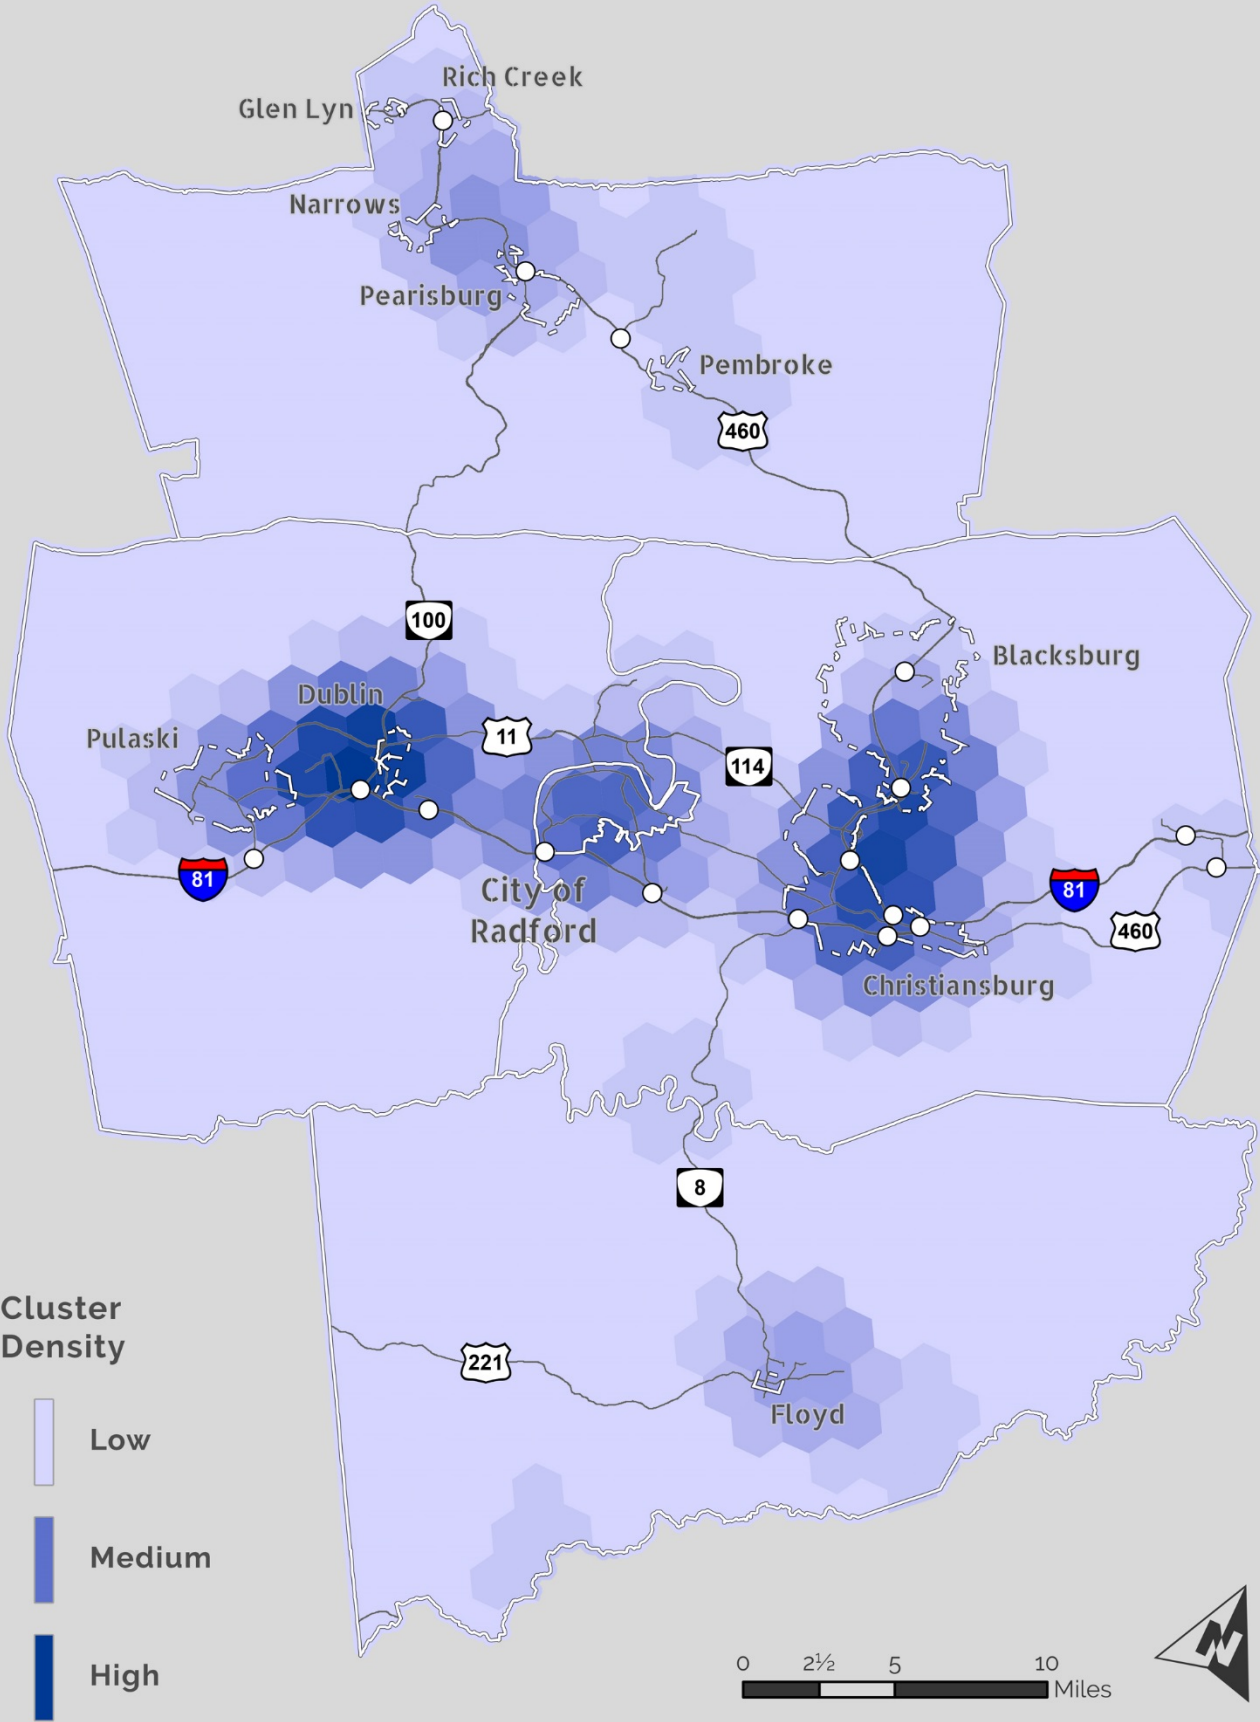 Rich Creek
Glen Lyn
Narrows
Pearisburg
Pembroke
460
100
Blacksburg
Dublin
Pulaski
11
114
81
City of
Radford
81
460
Christiansburg
8
Cluster
Density
221
Floyd
Low
Medium
High
N
0 2½ 5 10
Miles